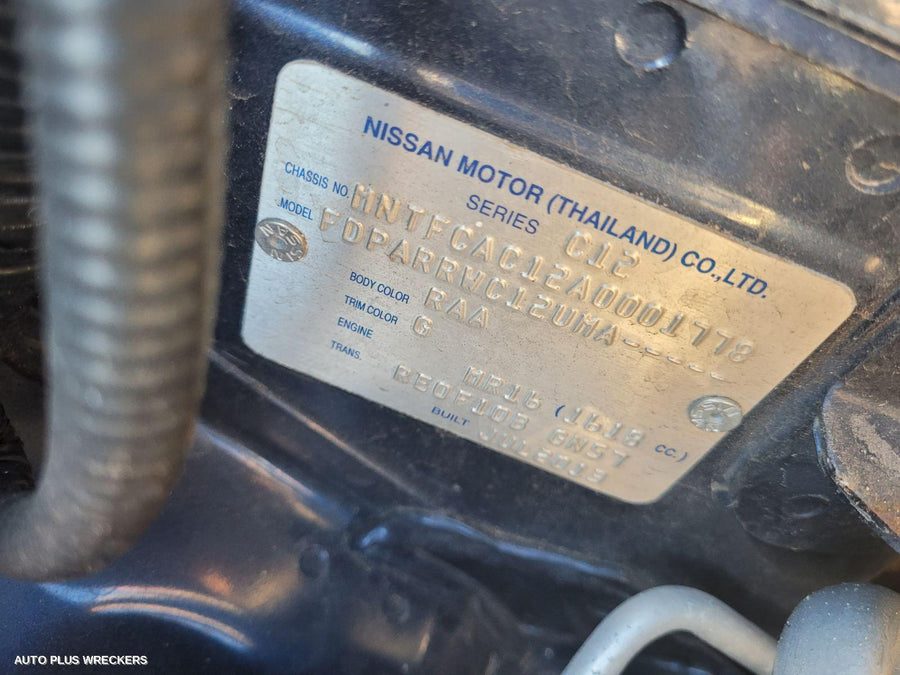 NISSAN MOTOR (THAILAND) CO.,LTD.
SERIES C12
CHASSIS NO. MNTFCAC12A0001778
MODEL FDPARRWC12UMA-----
BODY COLOR RAA
TRIM COLOR G
ENGINE MR16 (1618 cc.)
TRANS. RE0F10B GW57
BUILT JUL2013
AUTO PLUS WRECKERS